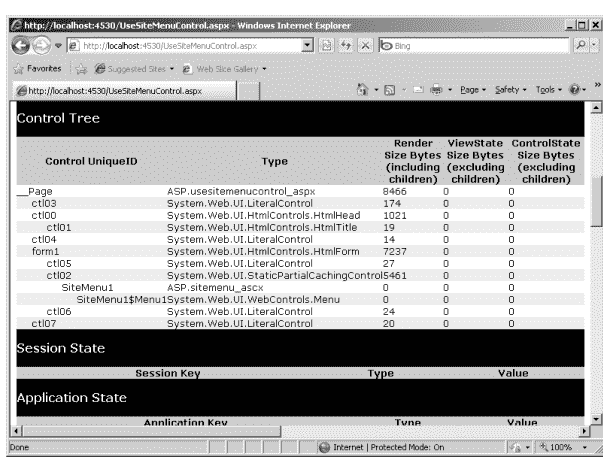 http://localhost:4530/UseSiteMenuControl.aspx - Windows Internet Explorer
http://localhost:4530/UseSiteMenuControl.aspx
Bing
Favorites Suggested Sites Web Slice Gallery
http://localhost:4530/UseSiteMenuControl.aspx Page Safety Tools
Control Tree
Control UniqueID Type Render Size Bytes (including children) ViewState Size Bytes (excluding children) ControlState Size Bytes (excluding children)
__Page ASP.usesitemenucontrol_aspx 8466 0 0
ctl03 System.Web.UI.LiteralControl 174 0 0
ctl00 System.Web.UI.HtmlControls.HtmlHead 1021 0 0
ctl01 System.Web.UI.HtmlControls.HtmlTitle 19 0 0
ctl04 System.Web.UI.LiteralControl 14 0 0
form1 System.Web.UI.HtmlControls.HtmlForm 7237 0 0
ctl05 System.Web.UI.LiteralControl 27 0 0
ctl02 System.Web.UI.StaticPartialCachingControl 5461 0 0
SiteMenu1 ASP.sitemenu_ascx 0 0 0
SiteMenu1$Menu1 System.Web.UI.WebControls.Menu 0 0 0
ctl06 System.Web.UI.LiteralControl 24 0 0
ctl07 System.Web.UI.LiteralControl 20 0 0
Session State
Session Key Type Value
Application State
Application Key Type Value
Done Internet | Protected Mode: On 100%